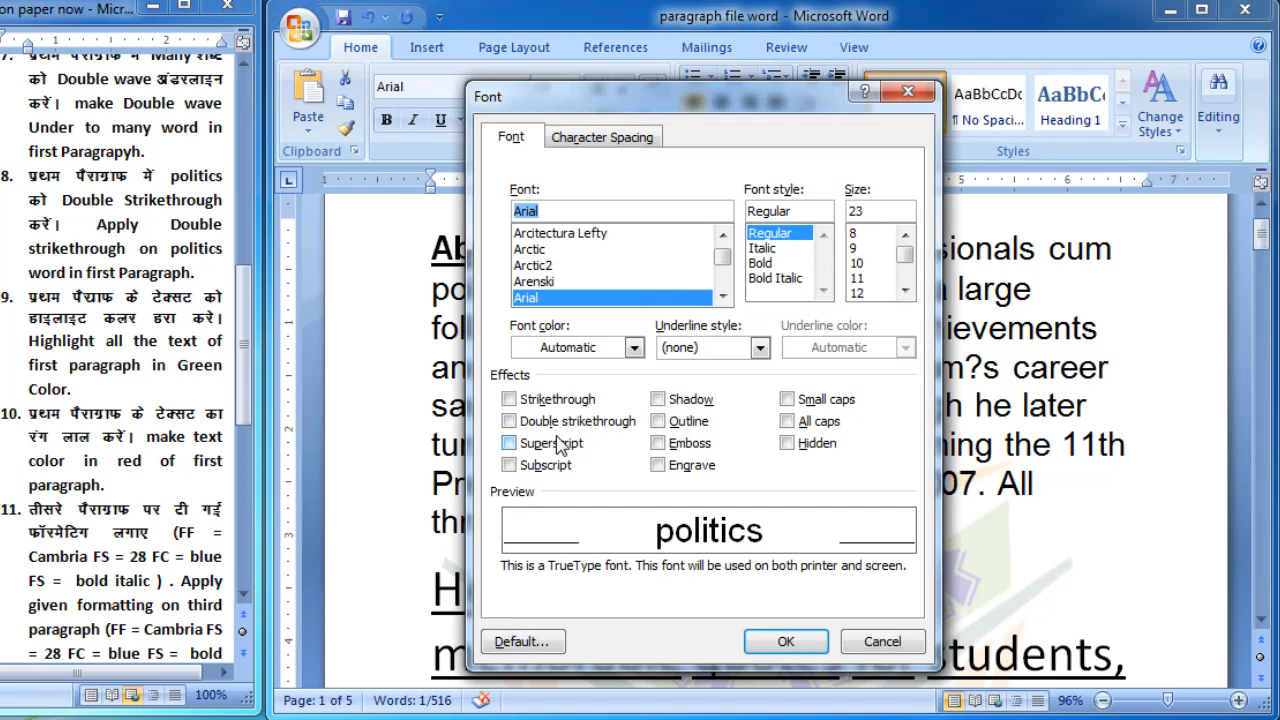 on paper now - Mic...
paragraph file word - Microsoft Word
Home Insert Page Layout References Mailings Review View
Paste
Arial
B I U
Clipboard
AaBbCcDc AaBbCc
¶ No Spaci... Heading 1
Change Styles
Editing
Styles
7. प्रथम पैराग्राफ में Many शब्द
को Double wave अंडरलाइन
करें। make Double wave
Under to many word in
first Paragrapyh.
8. प्रथम पैराग्राफ में politics
को Double Strikethrough
करें। Apply Double
strikethrough on politics
word in first Paragraph.
9. प्रथम पैग्राफ के टेक्सट को
हाइलाइट कलर हरा करें।
Highlight all the text of
first paragraph in Green
Color.
10. प्रथम पैराग्राफ के टेक्सट का
रंग लाल करें। make text
color in red of first
paragraph.
11. तीसरे पैराग्राफ पर दी गई
फॉरमेटिंग लगाए (FF =
Cambria FS = 28 FC = blue
FS = bold italic ) . Apply
given formatting on third
paragraph (FF = Cambria FS
= 28 FC = blue FS = bold
100%
Font
Font Character Spacing
Font: Font style: Size:
Arial Regular 23
Arcitectura Lefty Regular 8
Arctic Italic 9
Arctic2 Bold 10
Arenski Bold Italic 11
Arial 12
Font color: Underline style: Underline color:
Automatic (none) Automatic
Effects
Strikethrough Shadow Small caps
Double strikethrough Outline All caps
Superscript Emboss Hidden
Subscript Engrave
Preview
politics
This is a TrueType font. This font will be used on both printer and screen.
Default... OK Cancel
sionals cum
large
ievements
m?s career
h he later
ning the 11th
07. All
students,
Page: 1 of 5 Words: 1/516 96%